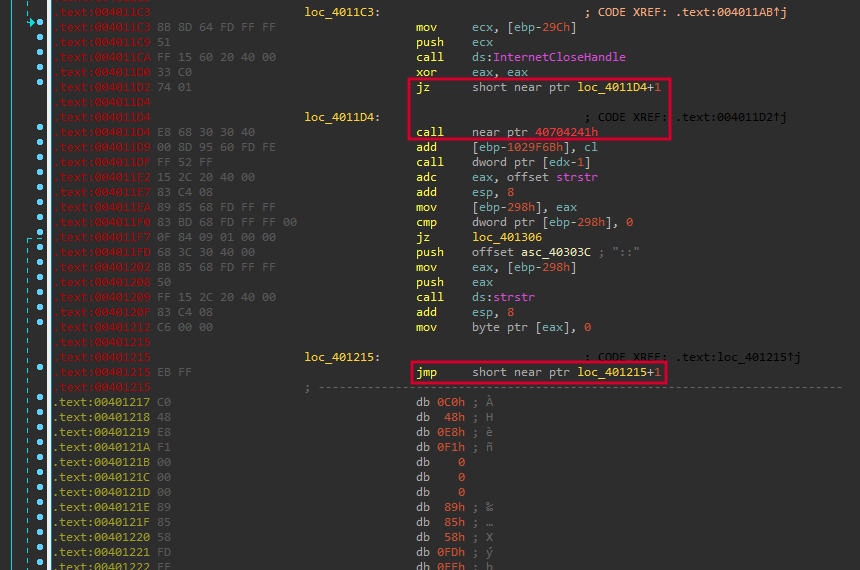 .text:004011C3 loc_4011C3: ; CODE XREF: .text:004011AB↑j
.text:004011C3 8B 8D 64 FD FF FF mov ecx, [ebp-29Ch]
.text:004011C9 51 push ecx
.text:004011CA FF 15 60 20 40 00 call ds:InternetCloseHandle
.text:004011D0 33 C0 xor eax, eax
.text:004011D2 74 01 jz short near ptr loc_4011D4+1
.text:004011D4
.text:004011D4 loc_4011D4: ; CODE XREF: .text:004011D2↑j
.text:004011D4 E8 68 30 30 40 call near ptr 40704241h
.text:004011D9 00 8D 95 60 FD FE add [ebp-1029F6Bh], cl
.text:004011DF FF 52 FF call dword ptr [edx-1]
.text:004011E2 15 2C 20 40 00 adc eax, offset strstr
.text:004011E7 83 C4 08 add esp, 8
.text:004011EA 89 85 68 FD FF FF mov [ebp-298h], eax
.text:004011F0 83 BD 68 FD FF FF 00 cmp dword ptr [ebp-298h], 0
.text:004011F7 0F 84 09 01 00 00 jz loc_401306
.text:004011FD 68 3C 30 40 00 push offset asc_40303C ; "::"
.text:00401202 8B 85 68 FD FF FF mov eax, [ebp-298h]
.text:00401208 50 push eax
.text:00401209 FF 15 2C 20 40 00 call ds:strstr
.text:0040120F 83 C4 08 add esp, 8
.text:00401212 C6 00 00 mov byte ptr [eax], 0
.text:00401215
.text:00401215 loc_401215: ; CODE XREF: .text:loc_401215↑j
.text:00401215 EB FF jmp short near ptr loc_401215+1
.text:00401215 ; ---------------------------------------------------------------------------
.text:00401217 C0 db 0C0h ; À
.text:00401218 48 db 48h ; H
.text:00401219 E8 db 0E8h ; è
.text:0040121A F1 db 0F1h ; ñ
.text:0040121B 00 db 0
.text:0040121C 00 db 0
.text:0040121D 00 db 0
.text:0040121E 89 db 89h ; ‰
.text:0040121F 85 db 85h ; …
.text:00401220 58 db 58h ; X
.text:00401221 FD db 0FDh ; ý
.text:00401222